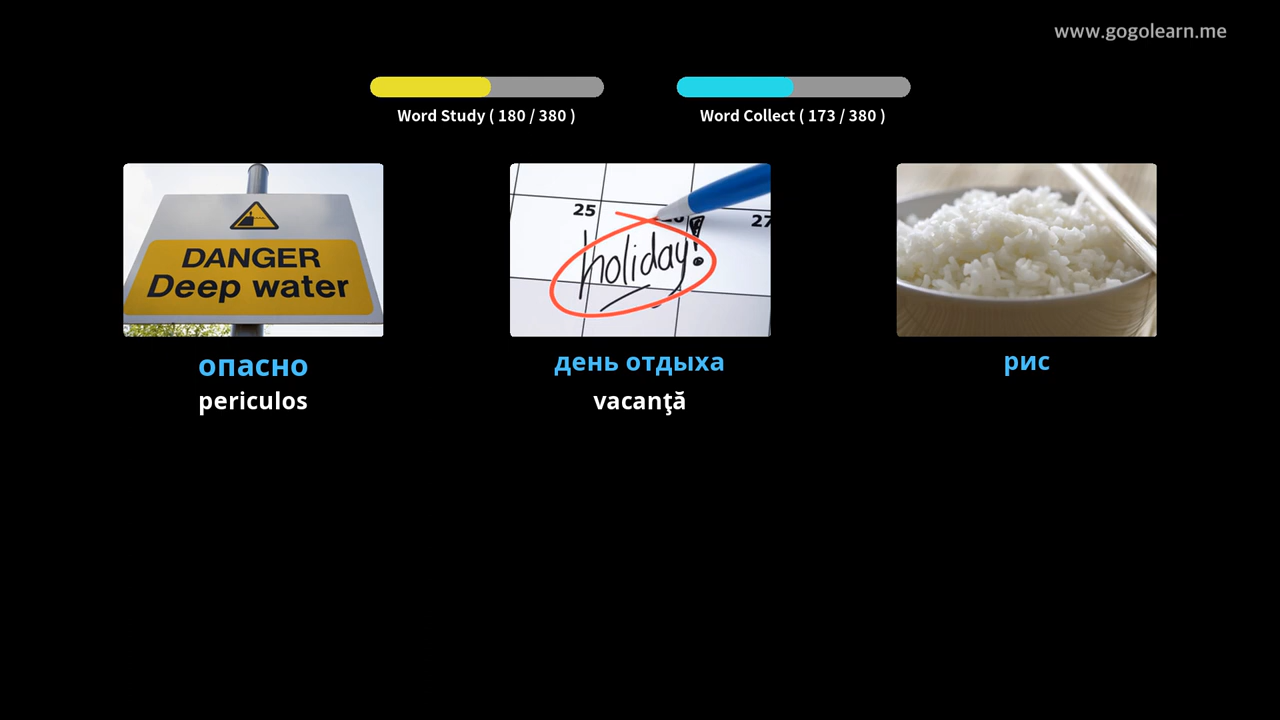 www.gogolearn.me
Word Study ( 180 / 380 )
Word Collect ( 173 / 380 )
DANGER
Deep water
25
27
holiday!
опасно
день отдыха
рис
periculos
vacanţă